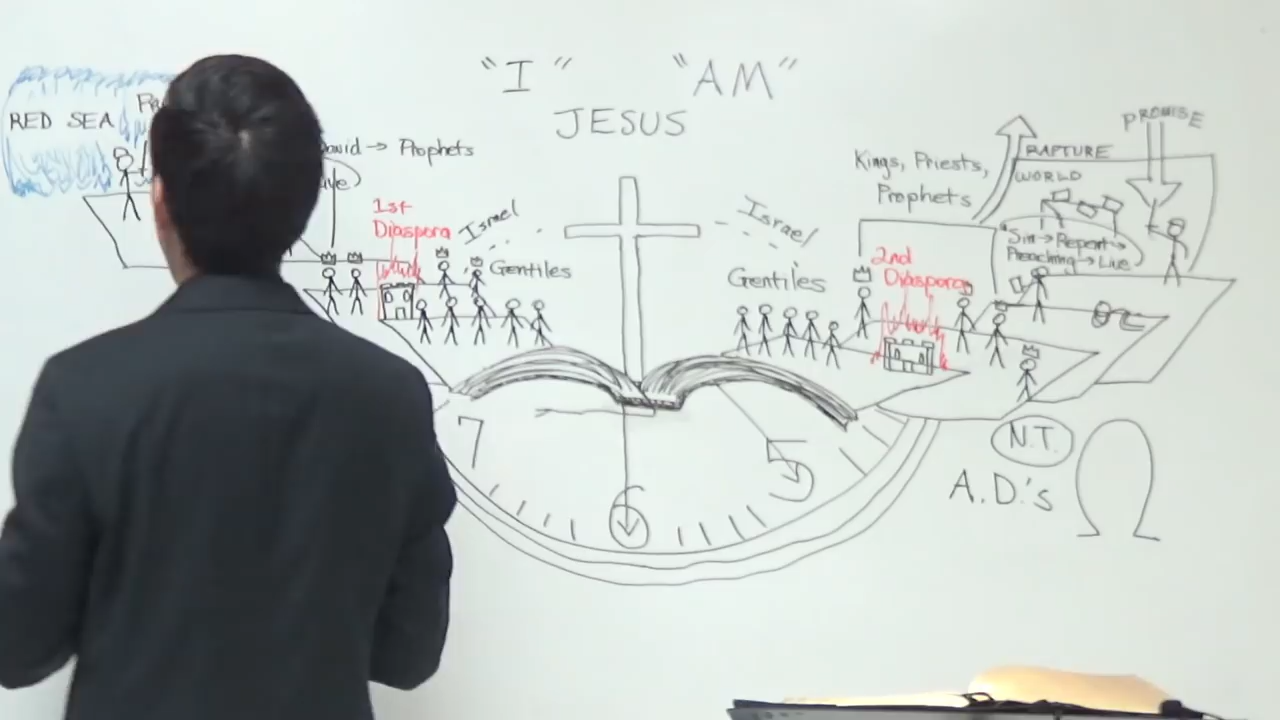 "I" "AM"
JESUS
RED SEA
→ Prophets
1st
Diaspora
Israel
Gentiles
Israel
Gentiles
Kings, Priests,
Prophets
2nd
Diaspora
RAPTURE
WORLD
PROMISE
Sin → Repent →
Preaching → Live
7
6
5
N.T.
A.D.'s
Ω